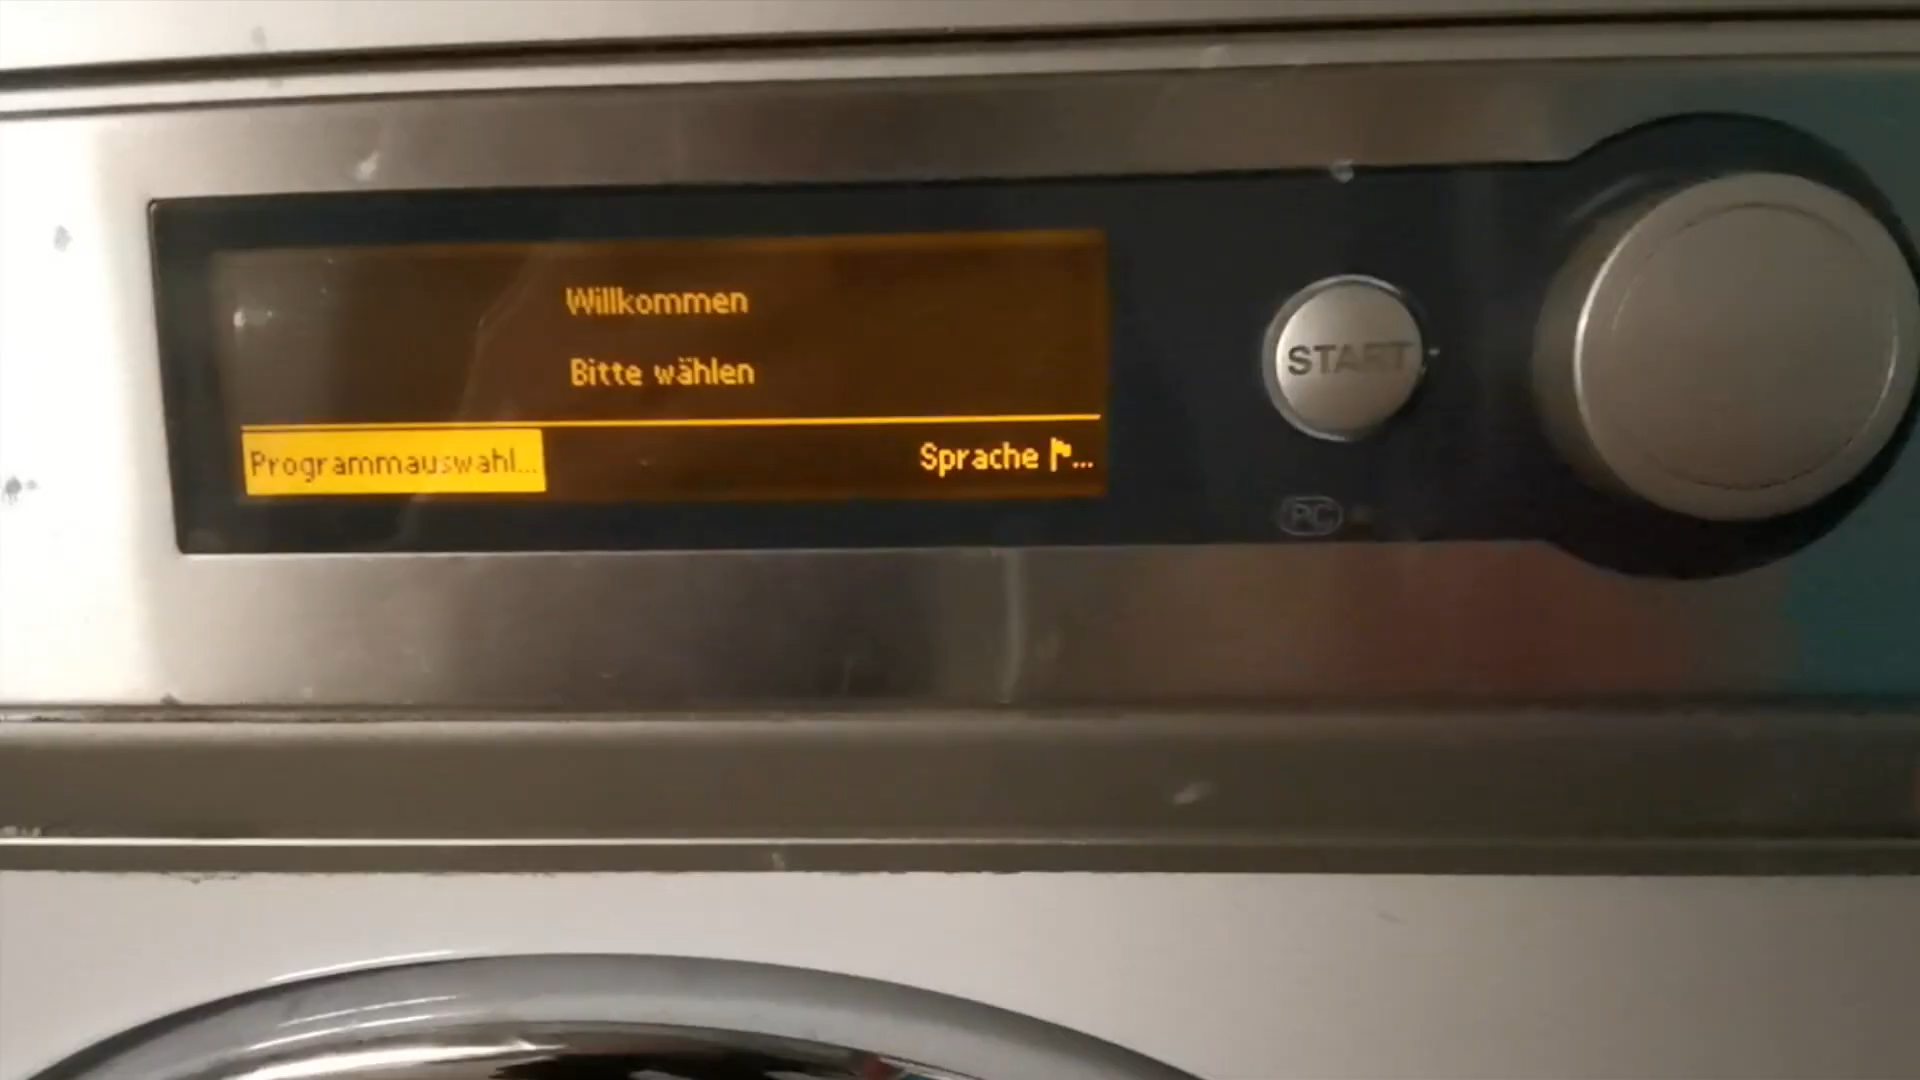 Willkommen
Bitte wählen
Programmauswahl...
Sprache ...
START
PC